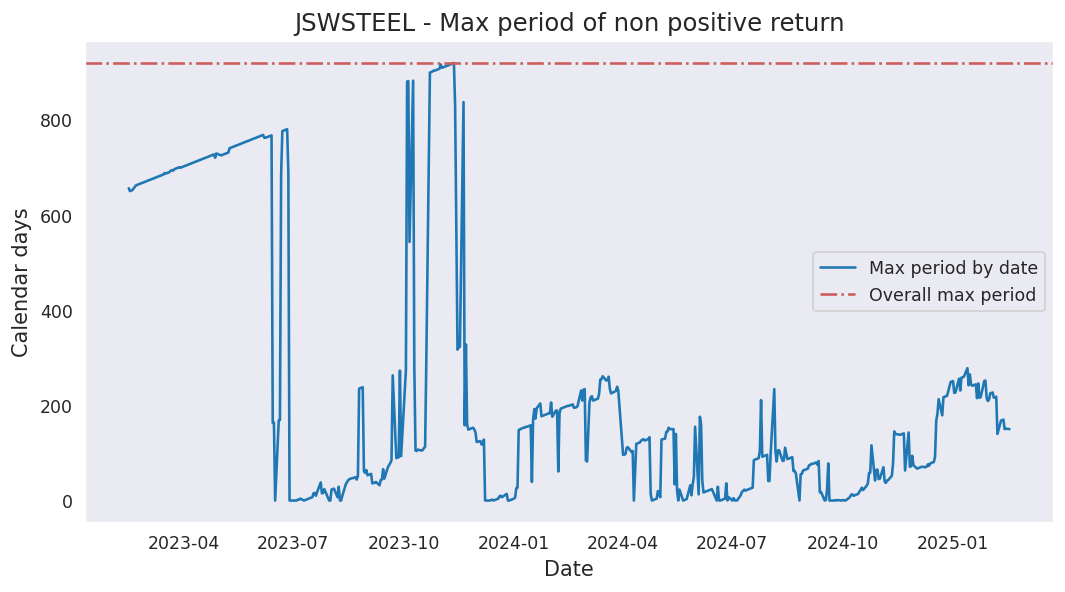 JSWSTEEL - Max period of non positive return
Calendar days
800
600
400
200
0
Max period by date
Overall max period
2023-04 2023-07 2023-10 2024-01 2024-04 2024-07 2024-10 2025-01
Date